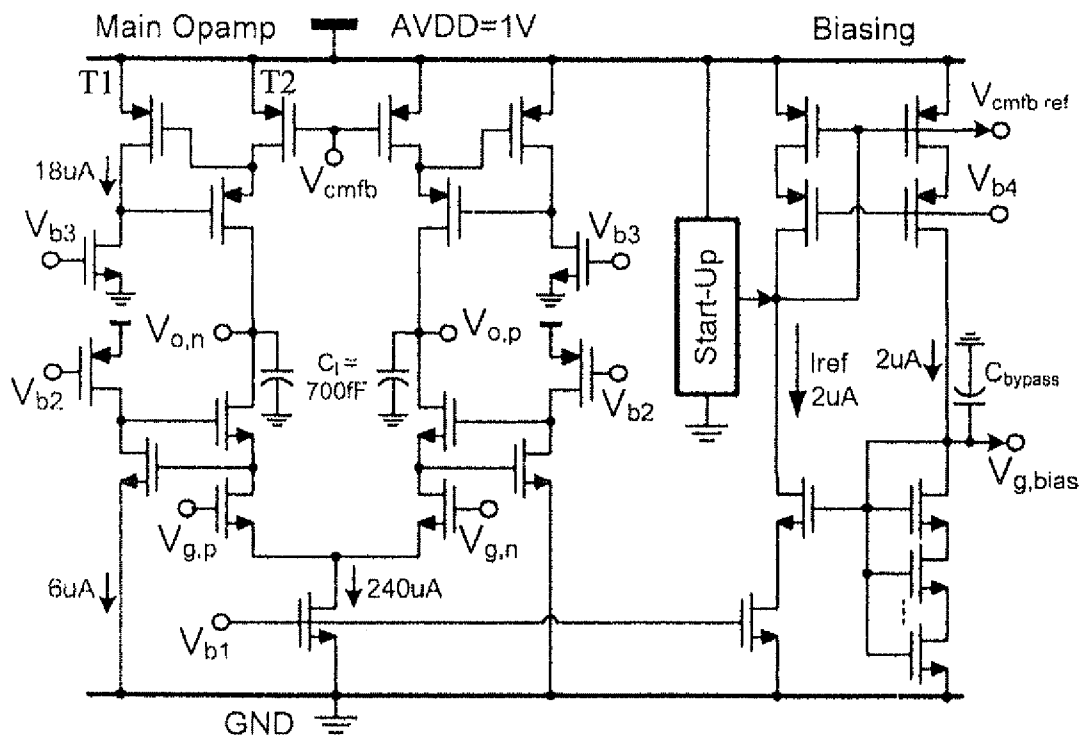 Main Opamp
AVDD=1V
Biasing
T1
T2
Vcmfb ref
18uA
Vcmfb
Vb4
Vb3
Vb3
Start-Up
Vo,n
Vo,p
Cl =
700fF
Iref
2uA
2uA
Cbypass
Vb2
Vb2
Vg,bias
Vg,p
Vg,n
6uA
240uA
Vb1
GND